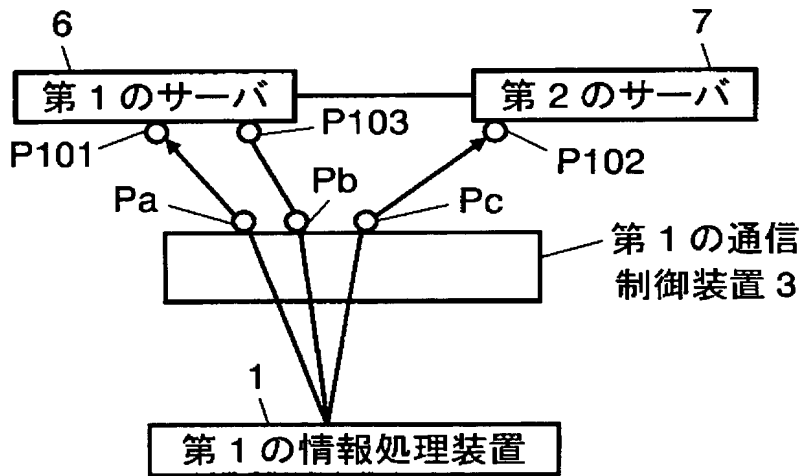 6
7
第1のサーバ
第2のサーバ
P101
P103
P102
Pa
Pb
Pc
第1の通信
制御装置3
1
第1の情報処理装置